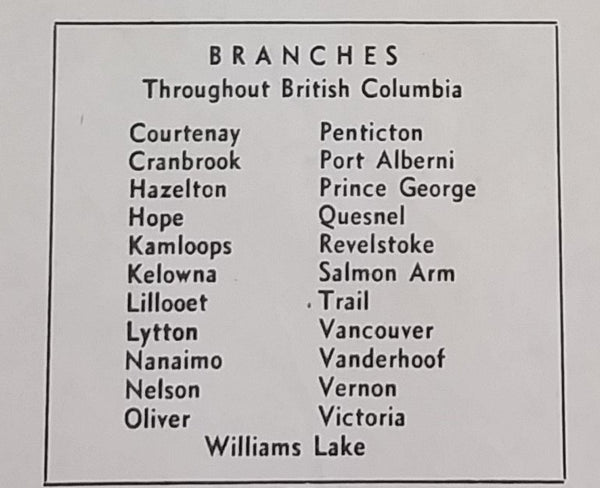 BRANCHES
Throughout British Columbia
Courtenay
Cranbrook
Hazelton
Hope
Kamloops
Kelowna
Lillooet
Lytton
Nanaimo
Nelson
Oliver
Penticton
Port Alberni
Prince George
Quesnel
Revelstoke
Salmon Arm
Trail
Vancouver
Vanderhoof
Vernon
Victoria
Williams Lake